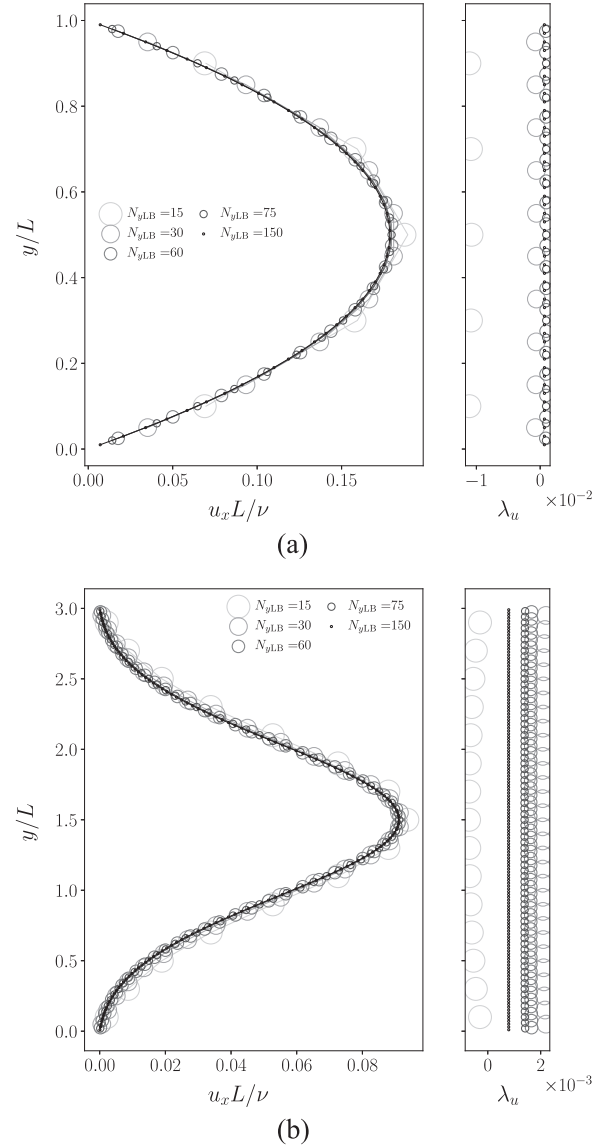 1.0
0.8
0.6
0.4
0.2
0.0
y/L
N_yLB =15
N_yLB =30
N_yLB =60
N_yLB =75
N_yLB =150
0.00 0.05 0.10 0.15
u_x L/ν
−1 0
×10^−2
λ_u
(a)
3.0
2.5
2.0
1.5
1.0
0.5
0.0
y/L
N_yLB =15
N_yLB =30
N_yLB =60
N_yLB =75
N_yLB =150
0.00 0.02 0.04 0.06 0.08
u_x L/ν
0 2
×10^−3
λ_u
(b)